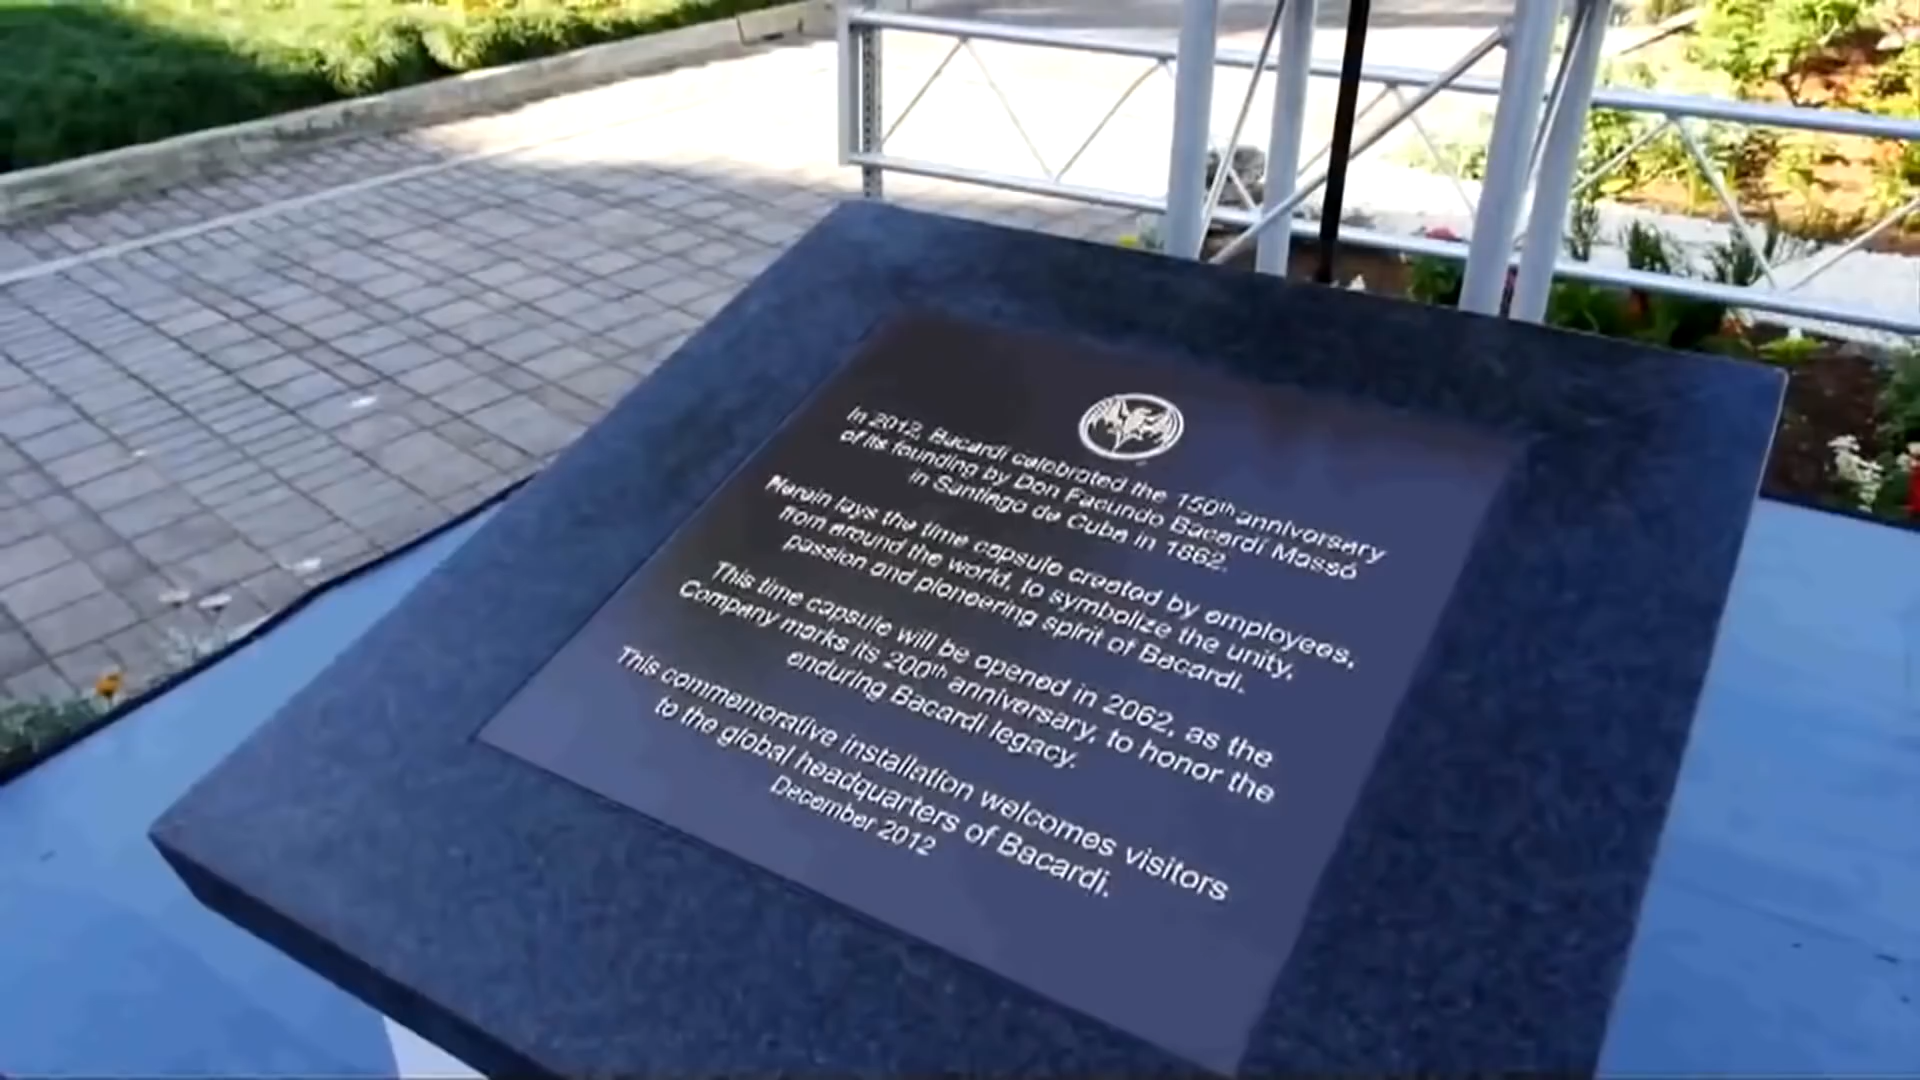 In 2012, Bacardi celebrated the 150th anniversary
of its founding by Don Facundo Bacardí Massó
in Santiago de Cuba in 1862.
Herein lays the time capsule created by employees,
from around the world, to symbolize the unity,
passion and pioneering spirit of Bacardi.
This time capsule will be opened in 2062, as the
Company marks its 200th anniversary, to honor the
enduring Bacardi legacy.
This commemorative installation welcomes visitors
to the global headquarters of Bacardi.
December 2012